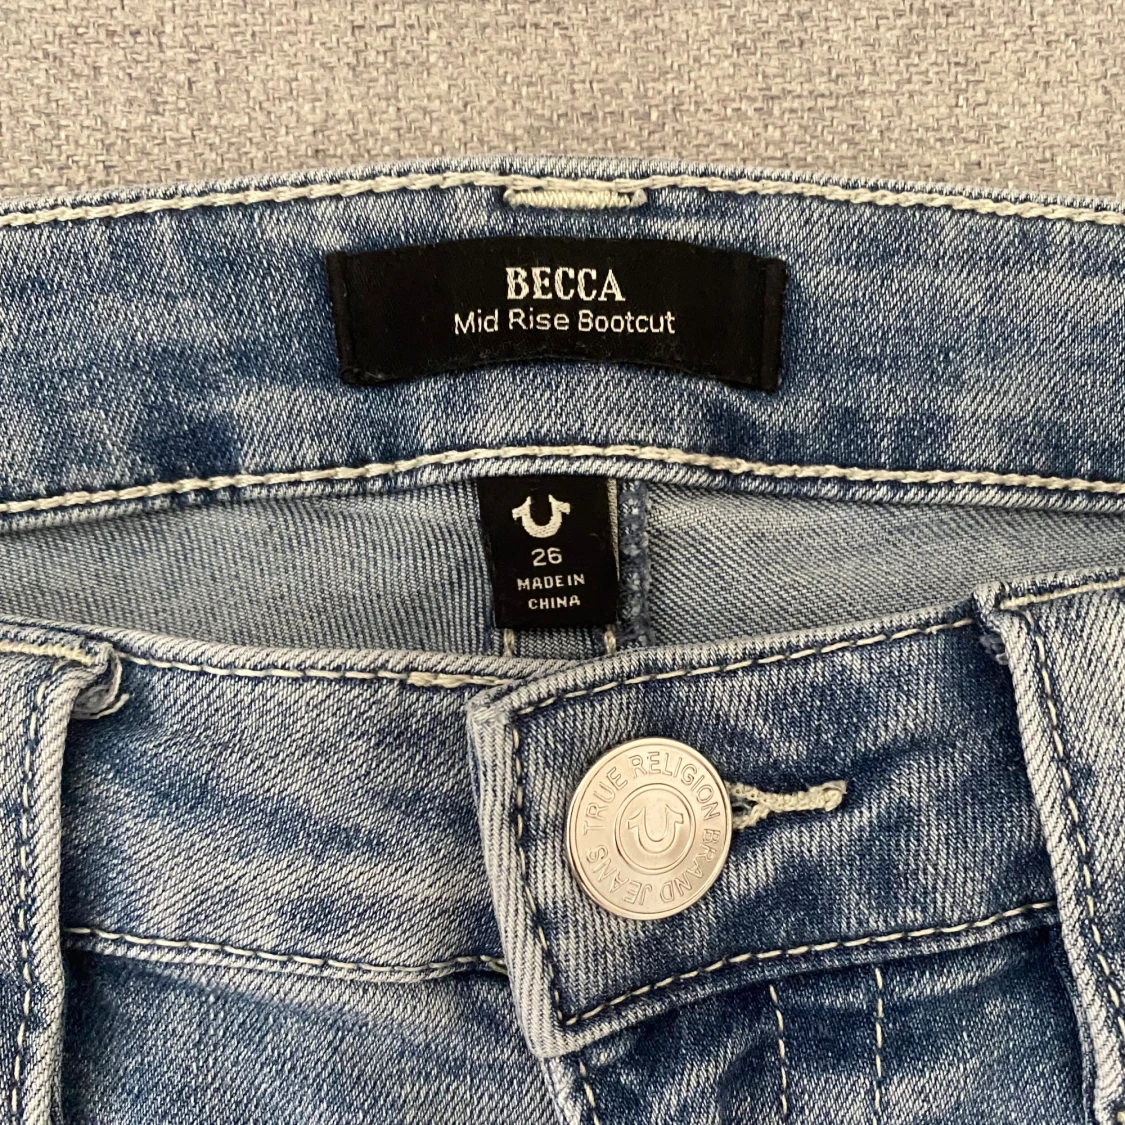 BECCA
Mid Rise Bootcut
26
MADE IN
CHINA
TRUE RELIGION BRAND JEANS